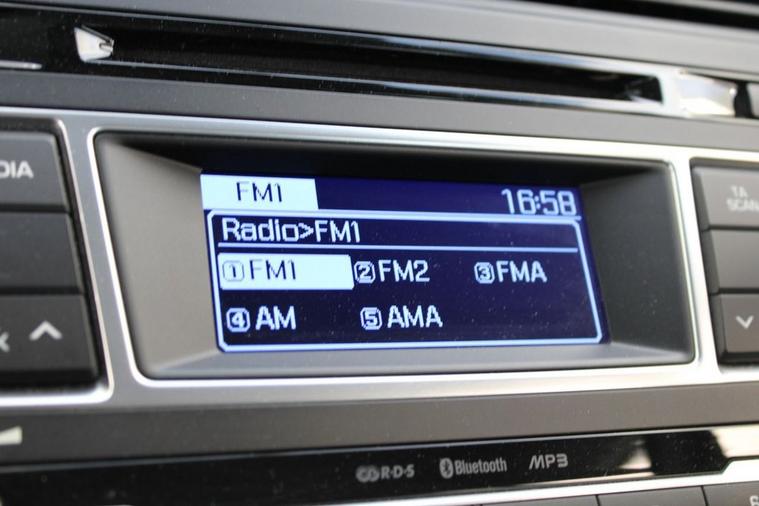 FM1 16:58
Radio>FM1
1 FM1 2 FM2 3 FMA
4 AM 5 AMA
DIA
TA
SCAN
R·D·S Bluetooth MP3